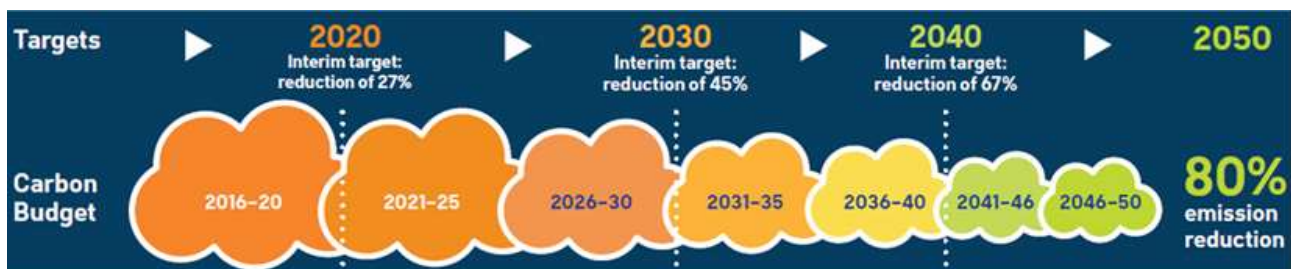 Targets
2020
Interim target:
reduction of 27%
2030
Interim target:
reduction of 45%
2040
Interim target:
reduction of 67%
2050
Carbon
Budget
2016–20
2021–25
2026–30
2031–35
2036–40
2041–46
2046–50
80%
emission
reduction